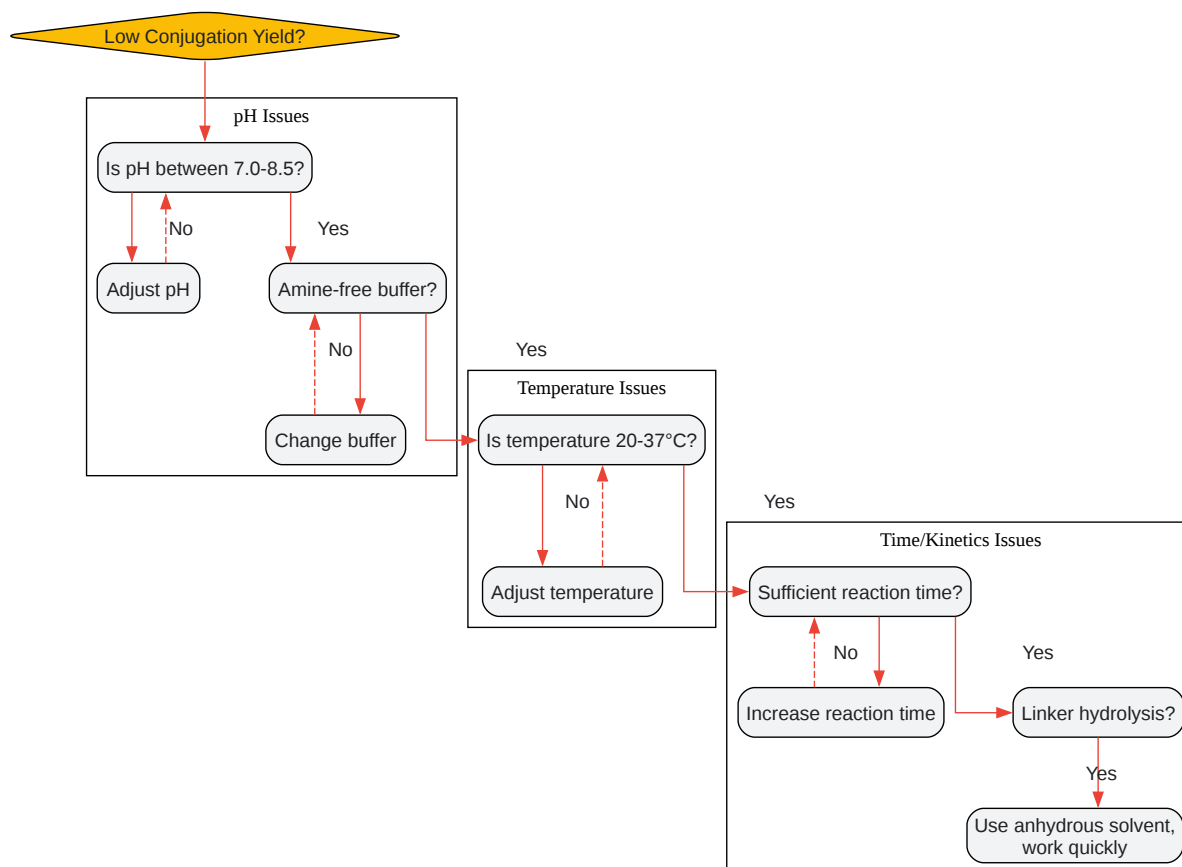 Low Conjugation Yield?
pH Issues
Is pH between 7.0-8.5?
No
Yes
Adjust pH
Amine-free buffer?
No
Yes
Change buffer
Temperature Issues
Is temperature 20-37°C?
No
Yes
Adjust temperature
Time/Kinetics Issues
Sufficient reaction time?
No
Yes
Increase reaction time
Linker hydrolysis?
Yes
Use anhydrous solvent,
work quickly